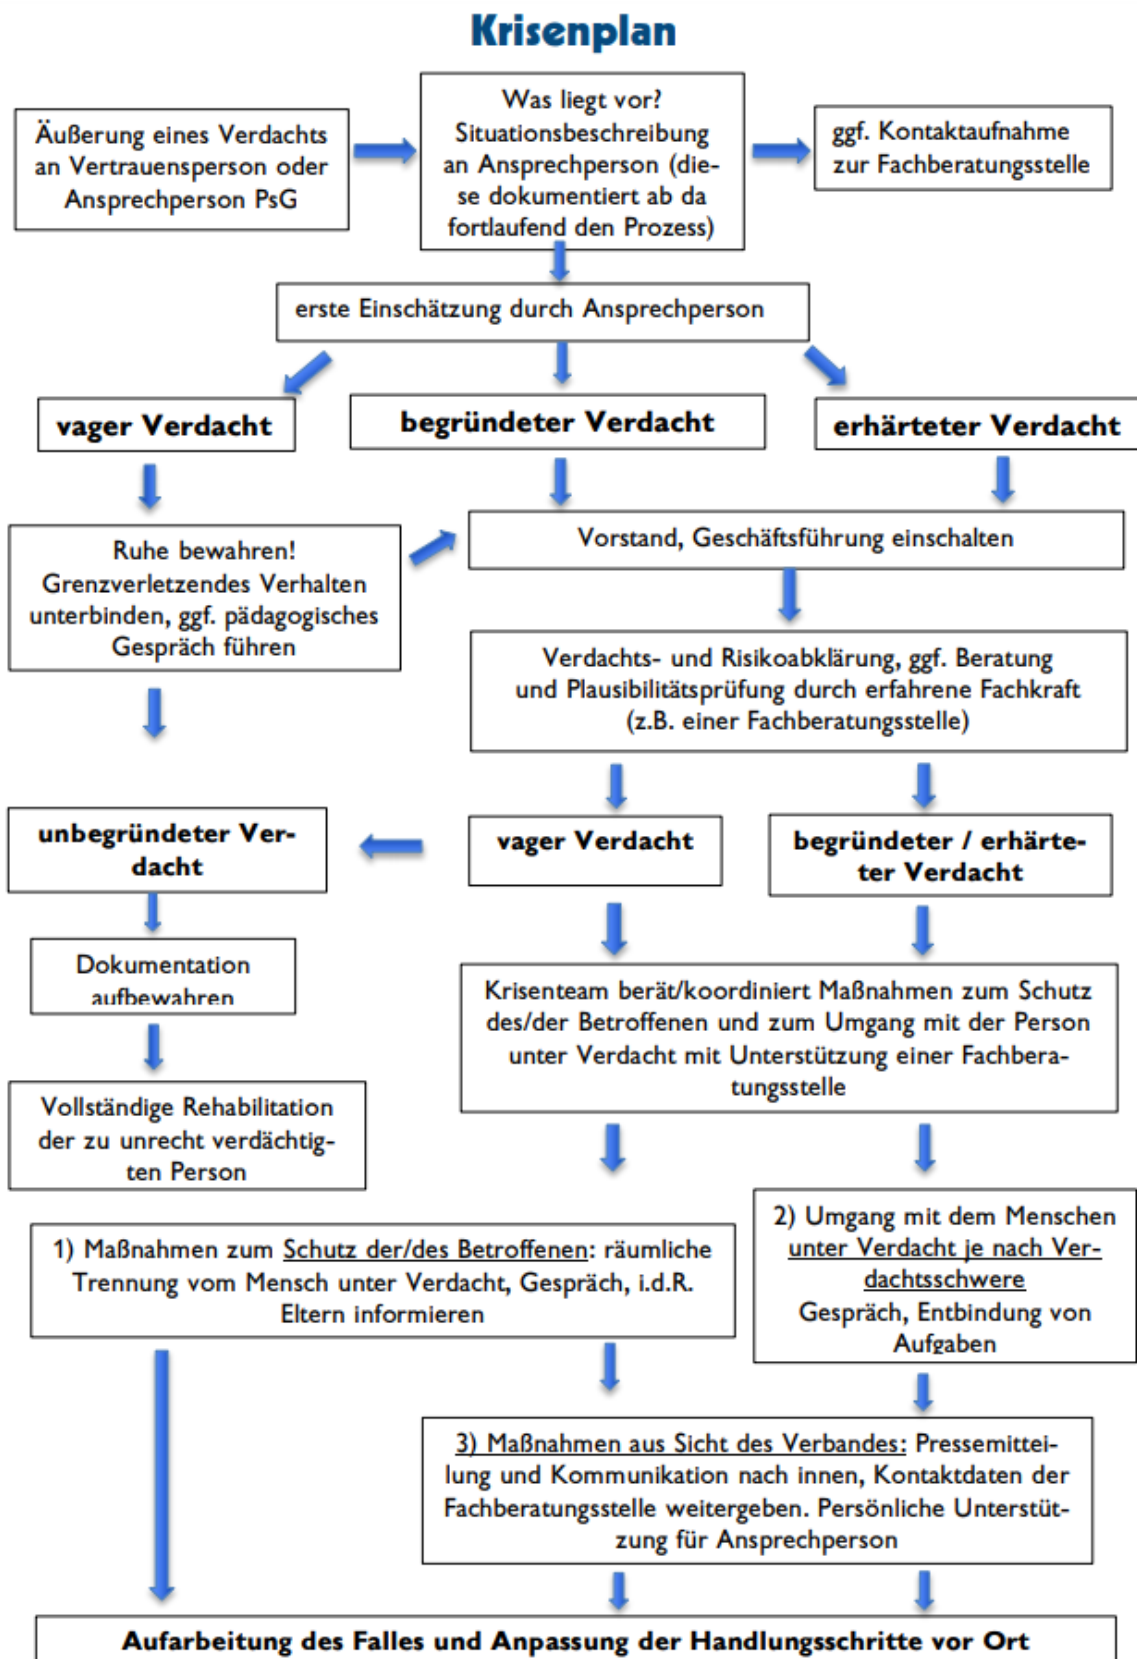 Krisenplan
Äußerung eines Verdachts
an Vertrauensperson oder
Ansprechperson PsG
Was liegt vor?
Situationsbeschreibung
an Ansprechperson (die-
se dokumentiert ab da
fortlaufend den Prozess)
ggf. Kontaktaufnahme
zur Fachberatungsstelle
erste Einschätzung durch Ansprechperson
vager Verdacht
begründeter Verdacht
erhärteter Verdacht
Ruhe bewahren!
Grenzverletzendes Verhalten
unterbinden, ggf. pädagogisches
Gespräch führen
Vorstand, Geschäftsführung einschalten
Verdachts- und Risikoabklärung, ggf. Beratung
und Plausibilitätsprüfung durch erfahrene Fachkraft
(z.B. einer Fachberatungsstelle)
unbegründeter Ver-
dacht
vager Verdacht
begründeter / erhärte-
ter Verdacht
Dokumentation
aufbewahren
Krisenteam berät/koordiniert Maßnahmen zum Schutz
des/der Betroffenen und zum Umgang mit der Person
unter Verdacht mit Unterstützung einer Fachbera-
tungsstelle
Vollständige Rehabilitation
der zu unrecht verdächtig-
ten Person
1) Maßnahmen zum Schutz der/des Betroffenen: räumliche
Trennung vom Mensch unter Verdacht, Gespräch, i.d.R.
Eltern informieren
2) Umgang mit dem Menschen
unter Verdacht je nach Ver-
dachtsschwere
Gespräch, Entbindung von
Aufgaben
3) Maßnahmen aus Sicht des Verbandes: Pressemittei-
lung und Kommunikation nach innen, Kontaktdaten der
Fachberatungsstelle weitergeben. Persönliche Unterstüt-
zung für Ansprechperson
Aufarbeitung des Falles und Anpassung der Handlungsschritte vor Ort